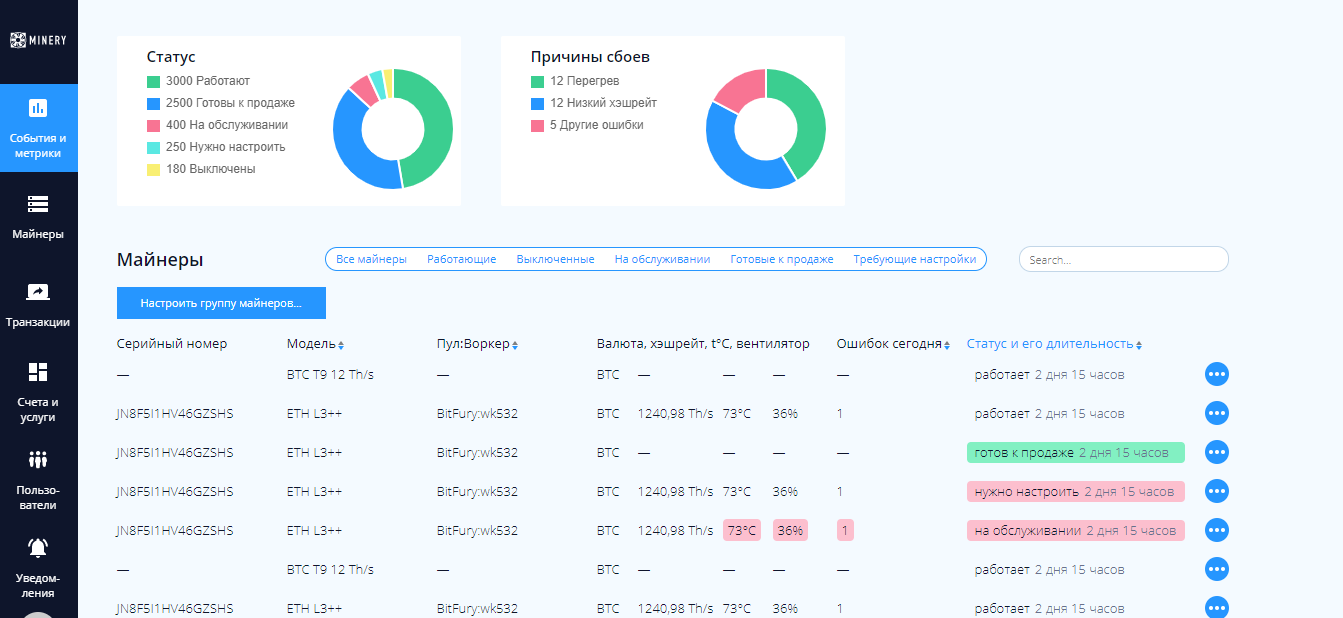 MINERY
События и
метрики
Майнеры
Транзакции
Счета и
услуги
Пользо-
ватели
Уведом-
ления
Статус
3000 Работают
2500 Готовы к продаже
400 На обслуживании
250 Нужно настроить
180 Выключены
Причины сбоев
12 Перегрев
12 Низкий хэшрейт
5 Другие ошибки
Майнеры
Все майнеры Работающие Выключенные На обслуживании Готовые к продаже Требующие настройки
Search...
Настроить группу майнеров...
Серийный номер Модель Пул:Воркер Валюта, хэшрейт, t°C, вентилятор Ошибок сегодня Статус и его длительность
— BTC T9 12 Th/s — BTC — — — — работает 2 дня 15 часов
JN8F5I1HV46GZSHS ETH L3++ BitFury:wk532 BTC 1240,98 Th/s 73°C 36% 1 работает 2 дня 15 часов
JN8F5I1HV46GZSHS ETH L3++ BitFury:wk532 BTC — — — — готов к продаже 2 дня 15 часов
JN8F5I1HV46GZSHS ETH L3++ BitFury:wk532 BTC 1240,98 Th/s 73°C 36% 1 нужно настроить 2 дня 15 часов
JN8F5I1HV46GZSHS ETH L3++ BitFury:wk532 BTC 1240,98 Th/s 73°C 36% 1 на обслуживании 2 дня 15 часов
— BTC T9 12 Th/s — BTC — — — — работает 2 дня 15 часов
JN8F5I1HV46GZSHS ETH L3++ BitFury:wk532 BTC 1240,98 Th/s 73°C 36% 1 работает 2 дня 15 часов